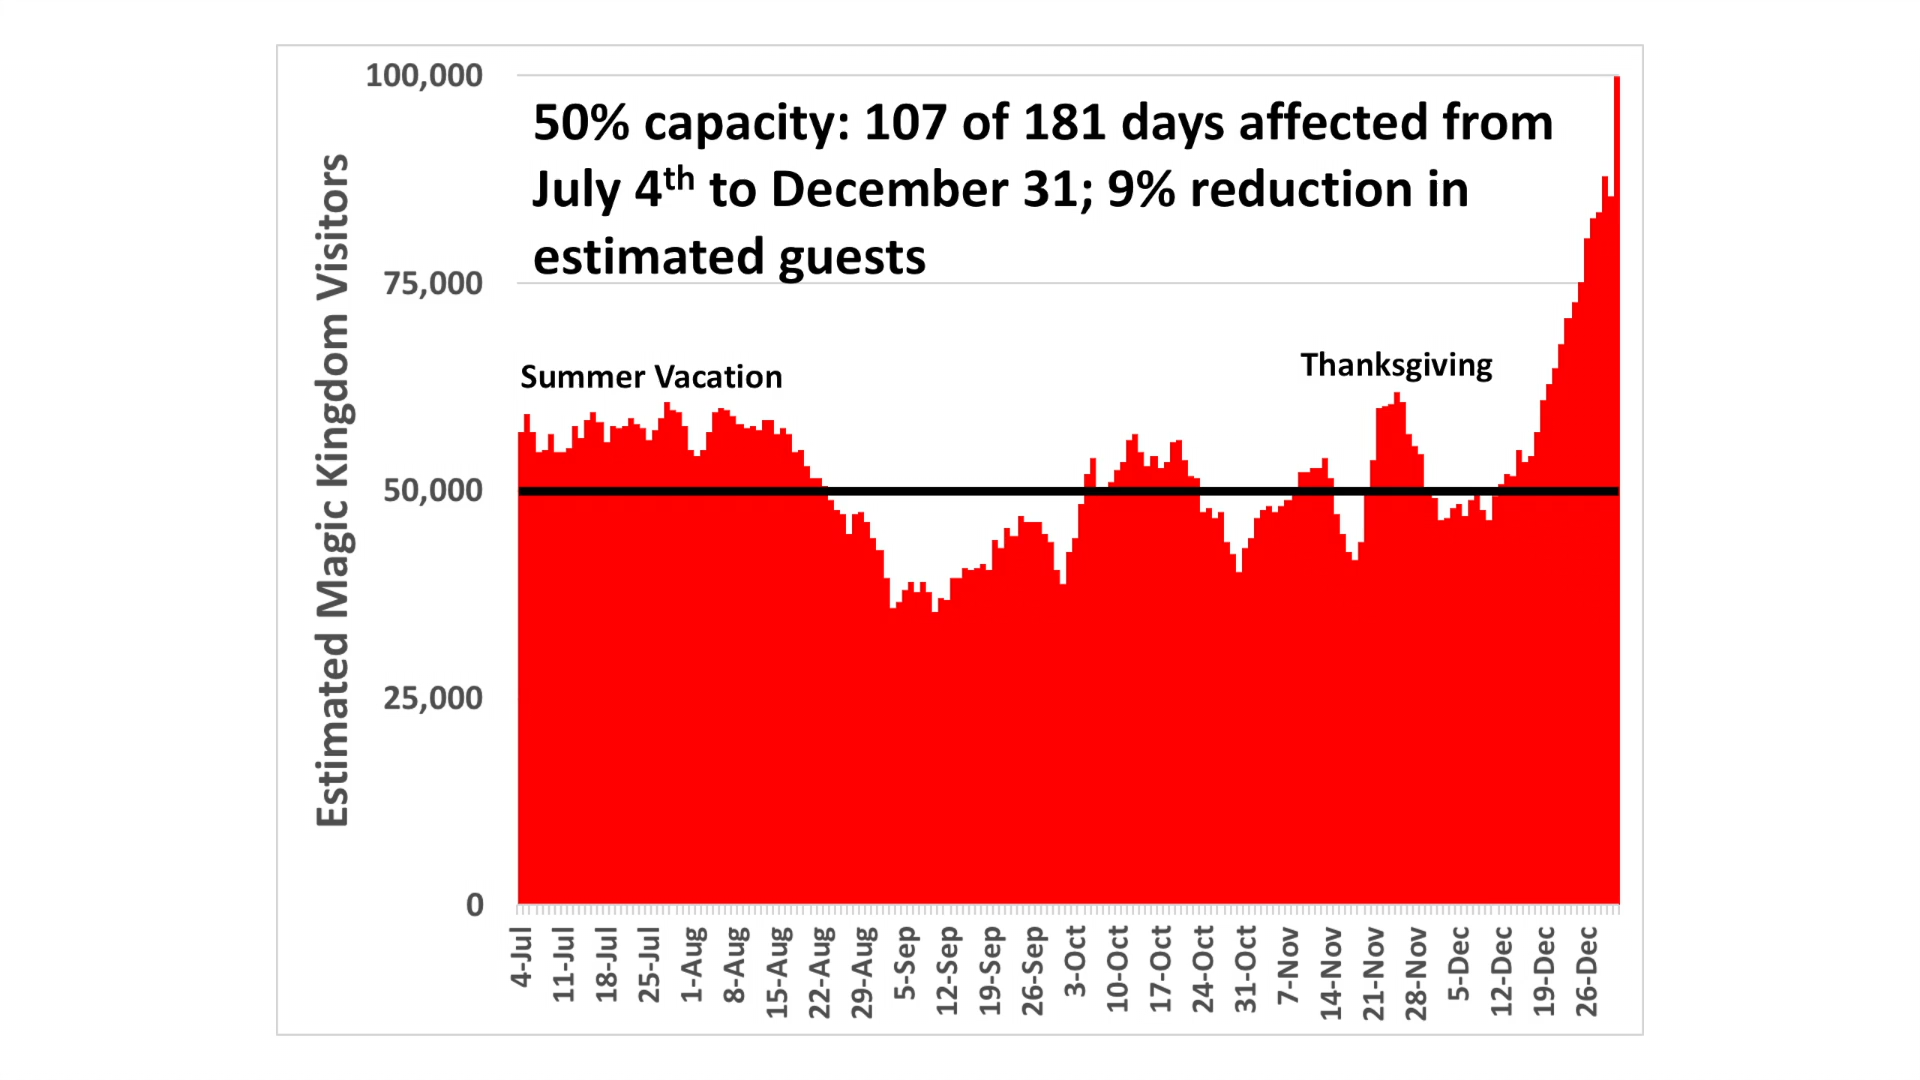 50% capacity: 107 of 181 days affected from
July 4th to December 31; 9% reduction in
estimated guests
Summer Vacation
Thanksgiving
Estimated Magic Kingdom Visitors
100,000
75,000
50,000
25,000
0
4-Jul
11-Jul
18-Jul
25-Jul
1-Aug
8-Aug
15-Aug
22-Aug
29-Aug
5-Sep
12-Sep
19-Sep
26-Sep
3-Oct
10-Oct
17-Oct
24-Oct
31-Oct
7-Nov
14-Nov
21-Nov
28-Nov
5-Dec
12-Dec
19-Dec
26-Dec